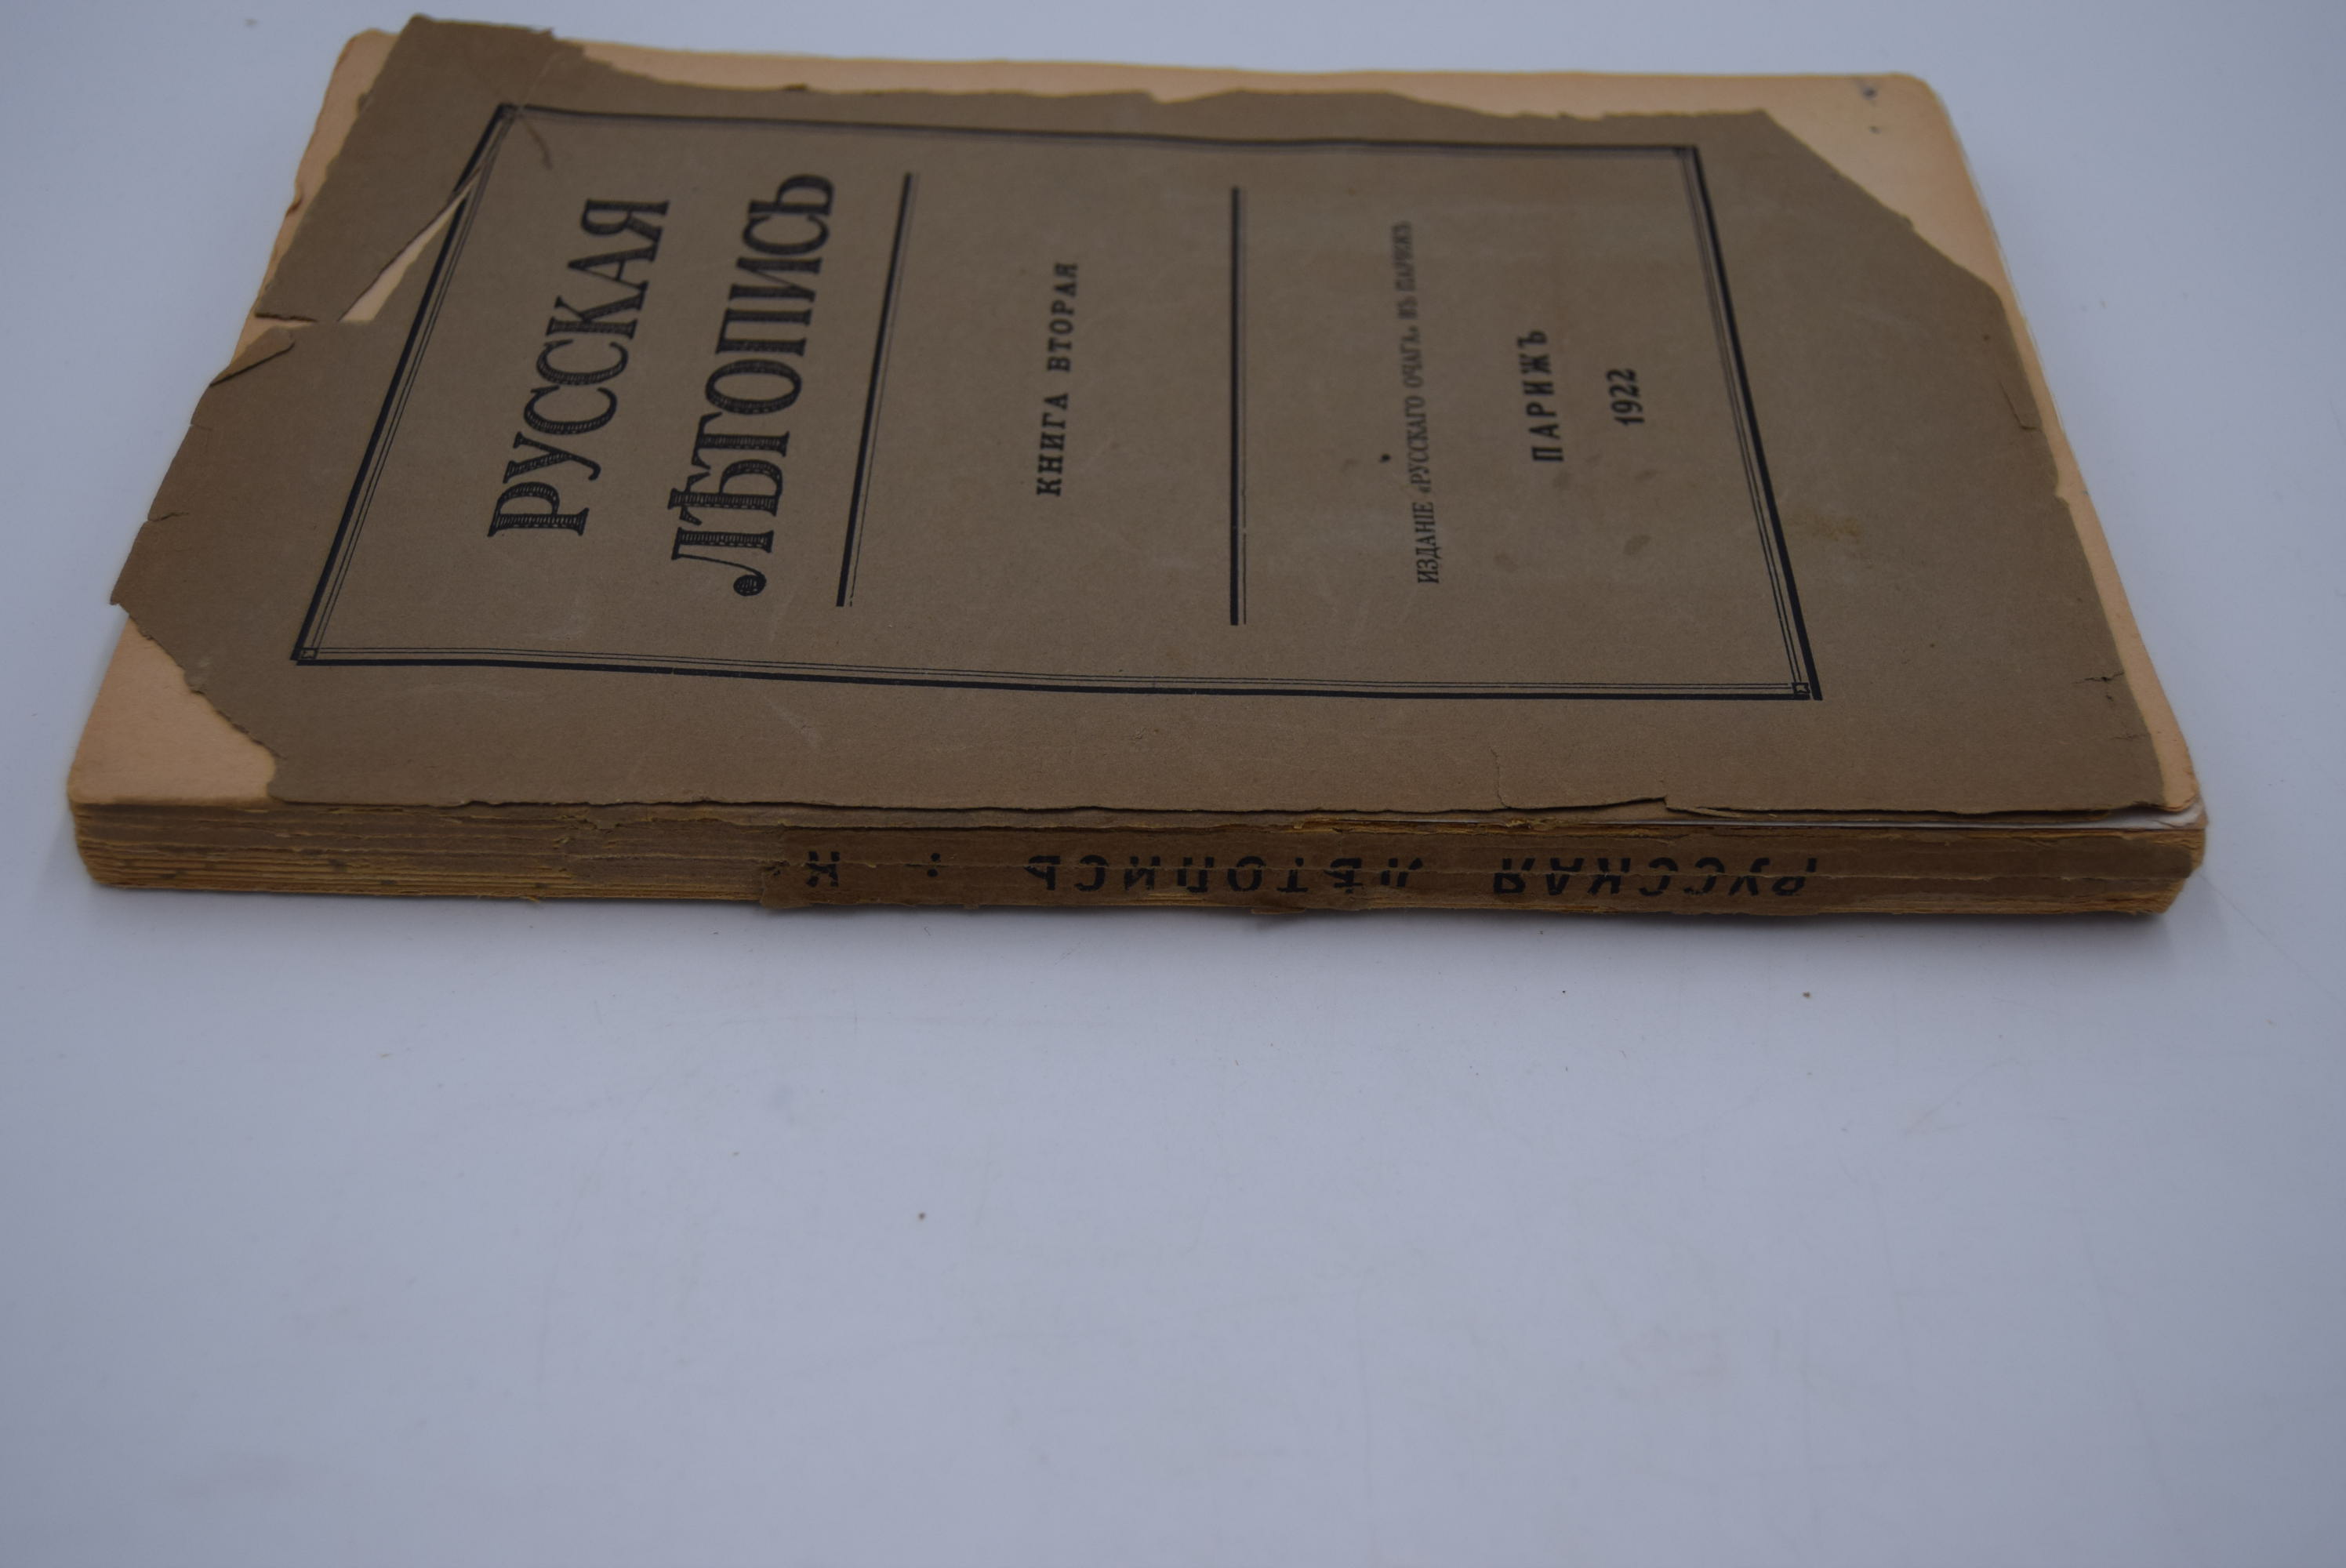 РУССКАЯ
ЛѢТОПИСЬ
КНИГА ВТОРАЯ
ИЗДАНІЕ «РУССКАГО ОЧАГА» ВЪ ПАРИЖѢ
ПАРИЖЪ
1922
РУССКАЯ ЛѢТОПИСЬ